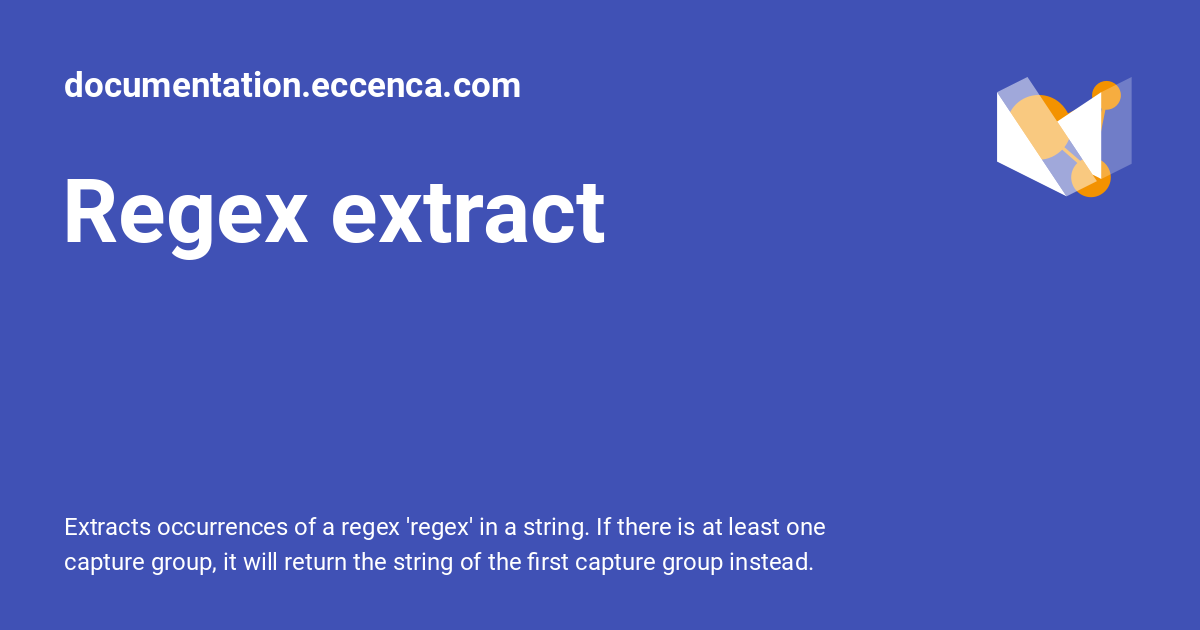 documentation.eccenca.com
Regex extract
Extracts occurrences of a regex 'regex' in a string. If there is at least one
capture group, it will return the string of the first capture group instead.